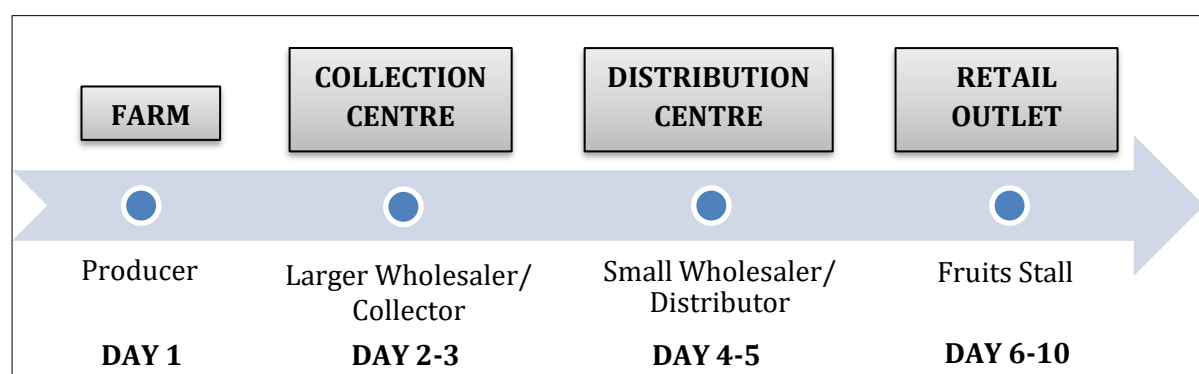 FARM
COLLECTION
CENTRE
DISTRIBUTION
CENTRE
RETAIL
OUTLET
Producer
Larger Wholesaler/
Collector
Small Wholesaler/
Distributor
Fruits Stall
DAY 1
DAY 2-3
DAY 4-5
DAY 6-10